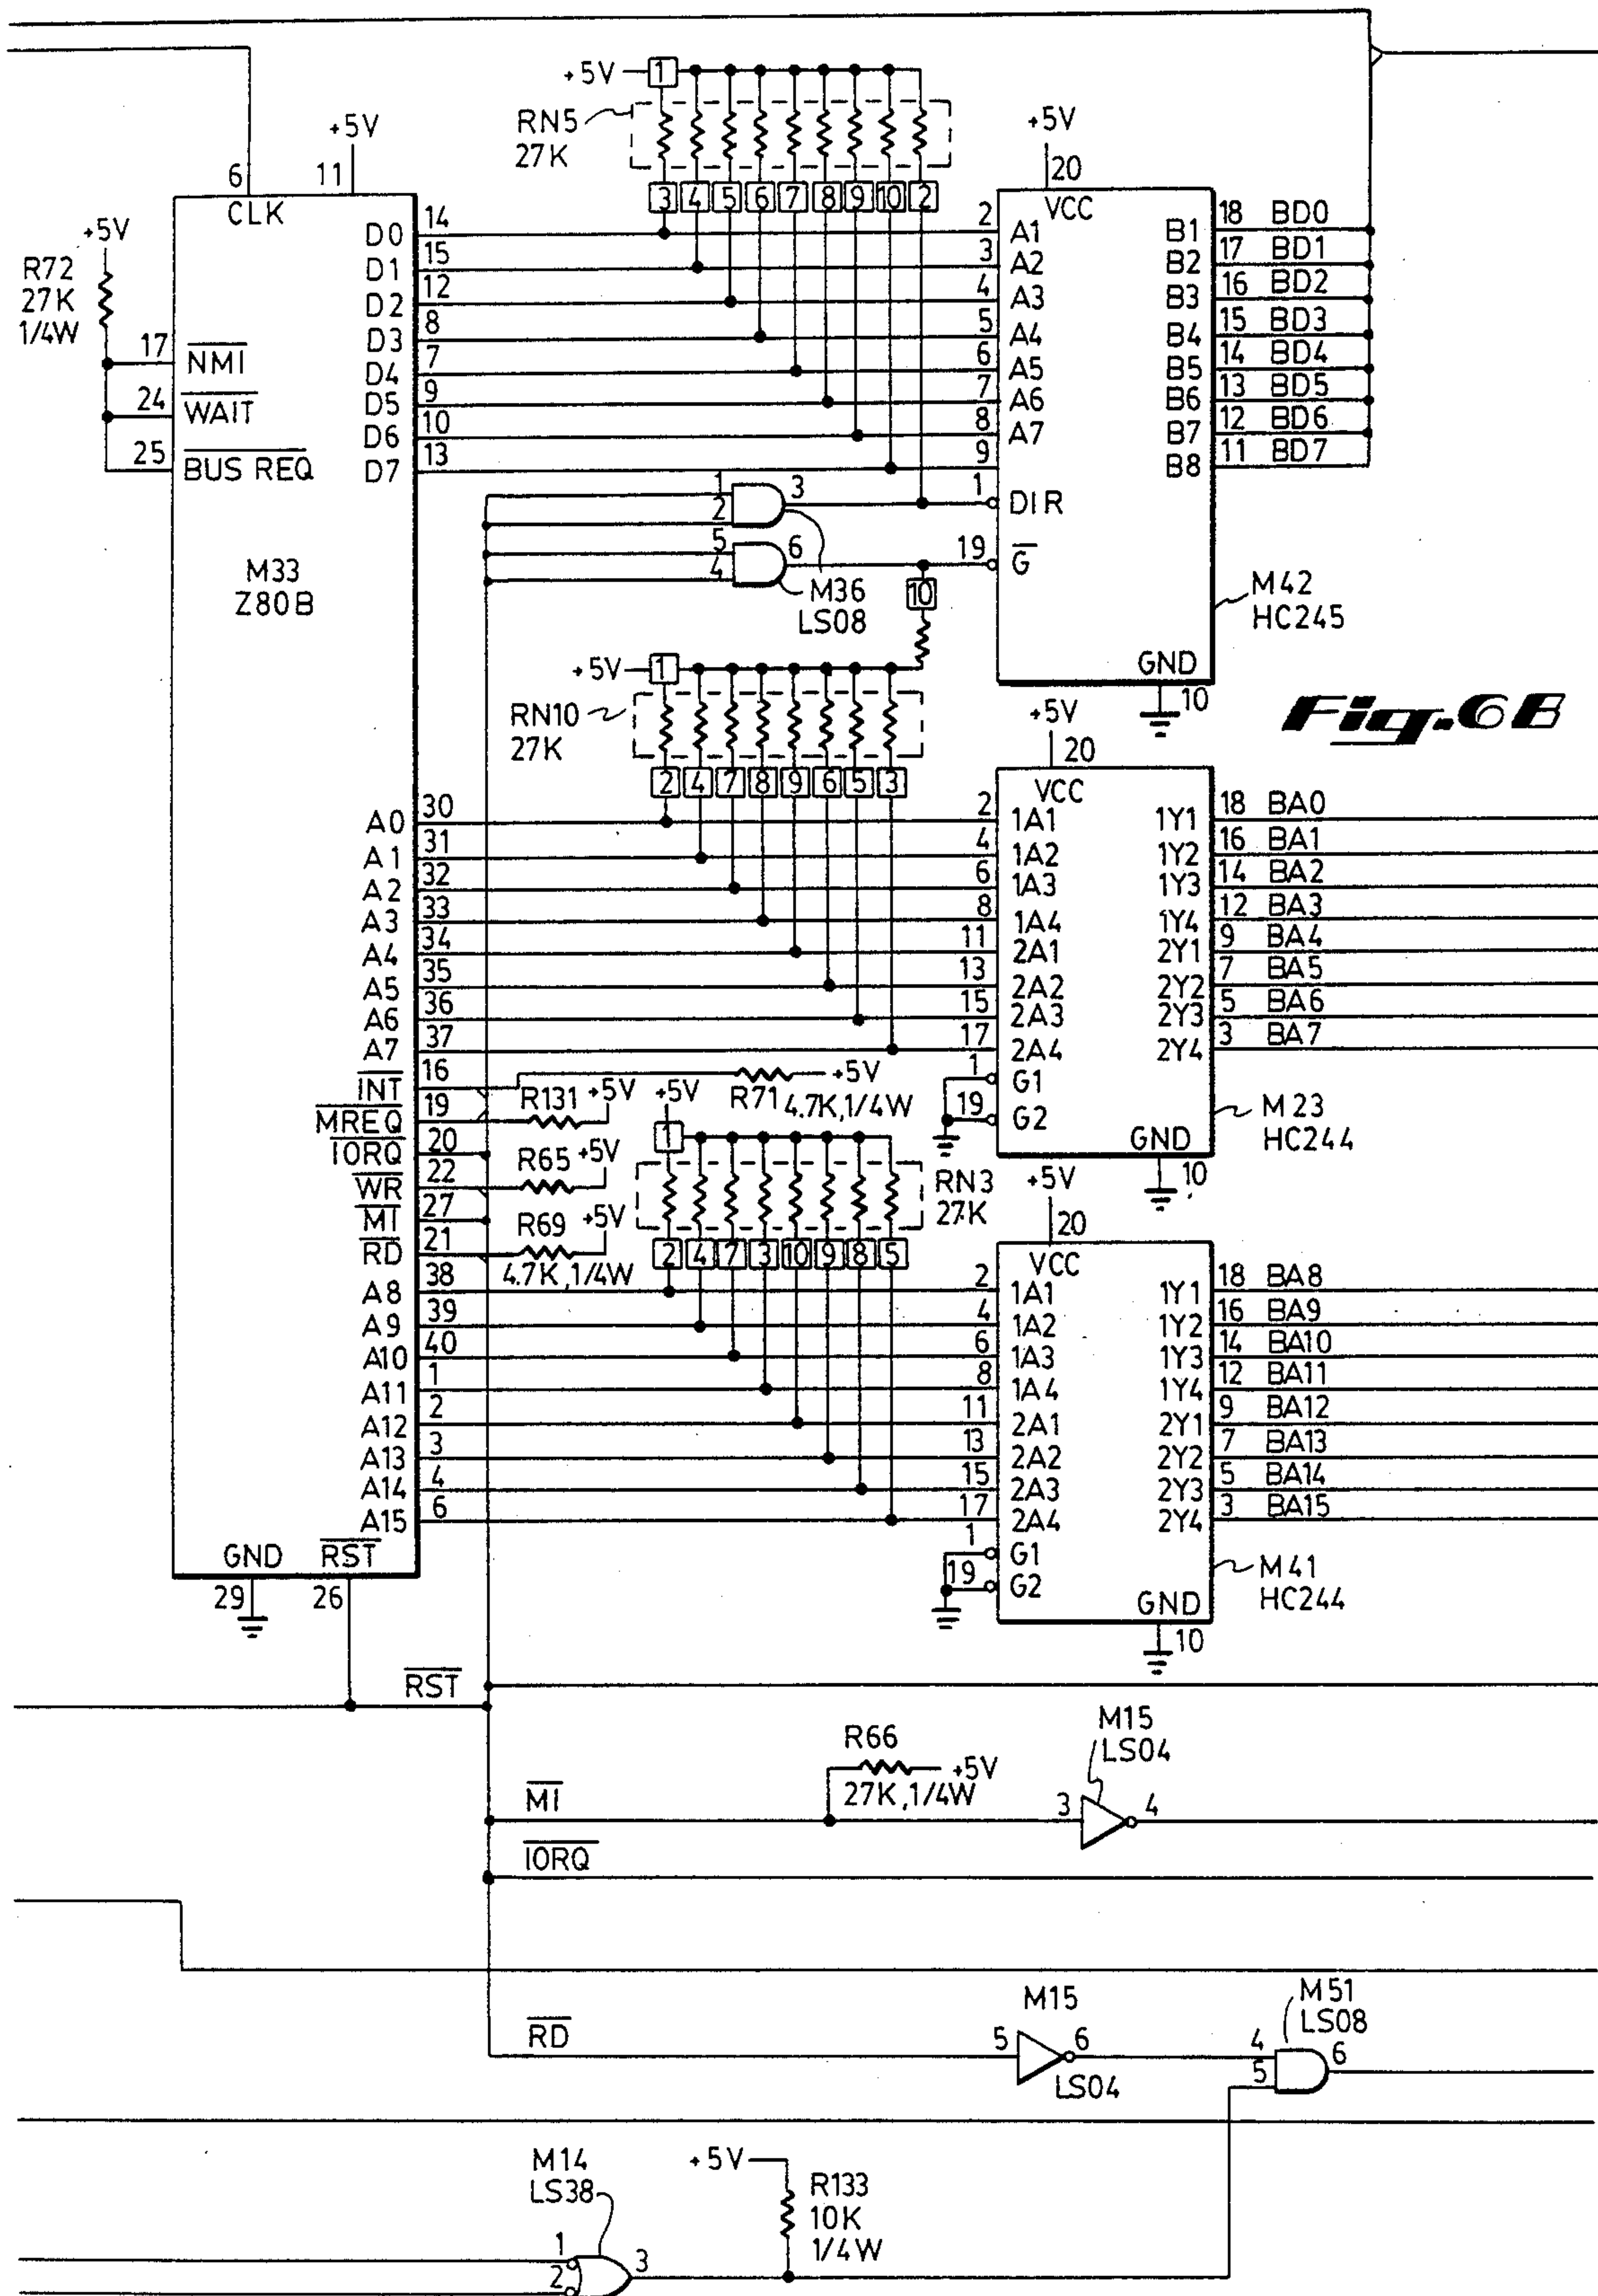 +5V 1
RN5
27K
+5V
+5V
6 11 20
CLK VCC
3 4 5 6 7 8 9 10 2
+5V
R72
27K
1/4W
D0 14 2 A1 B1 18 BD0
D1 15 3 A2 B2 17 BD1
D2 12 4 A3 B3 16 BD2
D3 8 5 A4 B4 15 BD3
17 NMI D4 7 6 A5 B5 14 BD4
24 WAIT D5 9 7 A6 B6 13 BD5
D6 10 8 A7 B7 12 BD6
25 BUS REQ D7 13 9 B8 11 BD7
1 2 3 1 DIR
5 4 6 19 G
10
M33
Z80B
M36
LS08
M42
HC245
GND
10
+5V 1
RN10
27K
+5V
20
Fig.6B
2 4 7 8 9 6 5 3
VCC
A0 30 2 1A1 1Y1 18 BA0
A1 31 4 1A2 1Y2 16 BA1
A2 32 6 1A3 1Y3 14 BA2
A3 33 8 1A4 1Y4 12 BA3
A4 34 11 2A1 2Y1 9 BA4
A5 35 13 2A2 2Y2 7 BA5
A6 36 15 2A3 2Y3 5 BA6
A7 37 17 2A4 2Y4 3 BA7
INT 16 R71 4.7K,1/4W +5V 1 G1
MREQ 19 R131 +5V +5V 19 G2
M23
HC244
IORQ 20 1 GND
10
WR 22 R65 +5V
RN3
27K
+5V
20
MI 27
RD 21 R69 +5V
4.7K,1/4W
2 4 7 3 10 9 8 5
VCC
A8 38 2 1A1 1Y1 18 BA8
A9 39 4 1A2 1Y2 16 BA9
A10 40 6 1A3 1Y3 14 BA10
A11 1 8 1A4 1Y4 12 BA11
A12 2 11 2A1 2Y1 9 BA12
A13 3 13 2A2 2Y2 7 BA13
A14 4 15 2A3 2Y3 5 BA14
A15 6 17 2A4 2Y4 3 BA15
GND RST 1 G1
29 26 19 G2
M41
HC244
GND
10
RST
R66
27K,1/4W
+5V
M15
LS04
MI 3 4
IORQ
M15
LS04
M51
LS08
RD 5 6 4 5 6
M14
LS38
+5V
R133
10K
1/4W
1
2 3